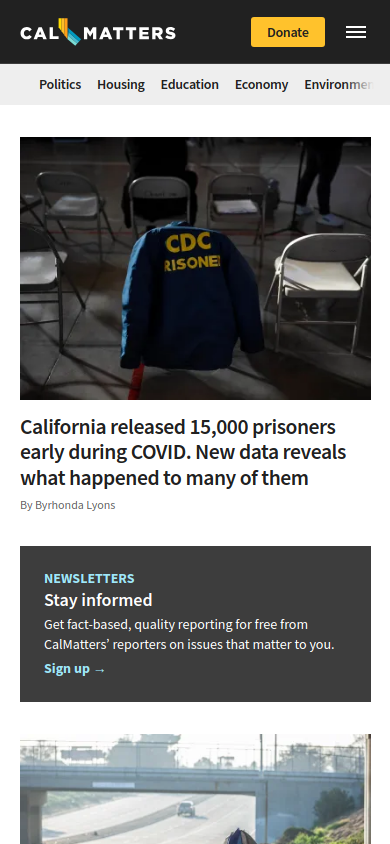 CAL MATTERS
Donate
Politics Housing Education Economy
CDC
PRISONER
California released 15,000 prisoners
early during COVID. New data reveals
what happened to many of them
By Byrhonda Lyons
NEWSLETTERS
Stay informed
Get fact-based, quality reporting for free from
CalMatters’ reporters on issues that matter to you.
Sign up →